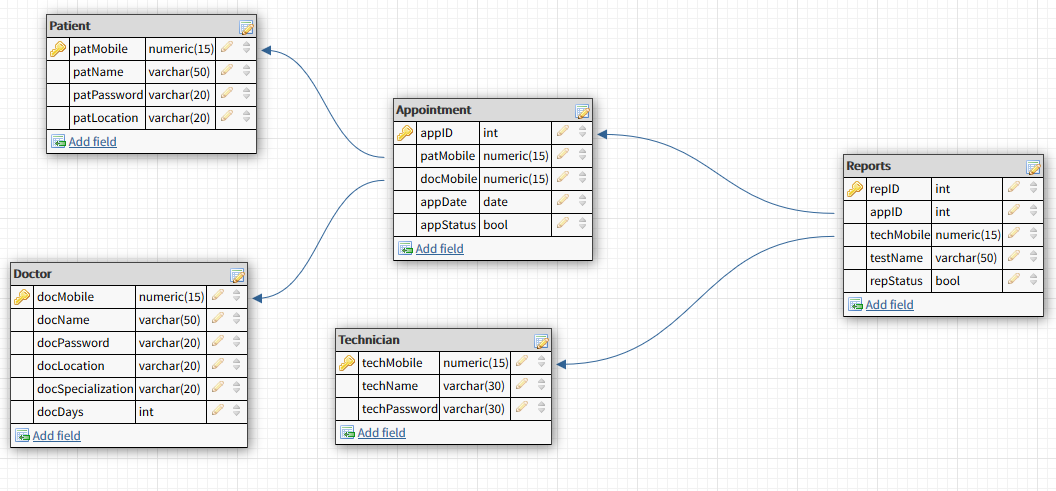 Patient
patMobile numeric(15)
patName varchar(50)
patPassword varchar(20)
patLocation varchar(20)
Add field
Appointment
appID int
patMobile numeric(15)
docMobile numeric(15)
appDate date
appStatus bool
Add field
Reports
repID int
appID int
techMobile numeric(15)
testName varchar(50)
repStatus bool
Add field
Doctor
docMobile numeric(15)
docName varchar(50)
docPassword varchar(20)
docLocation varchar(20)
docSpecialization varchar(20)
docDays int
Add field
Technician
techMobile numeric(15)
techName varchar(30)
techPassword varchar(30)
Add field